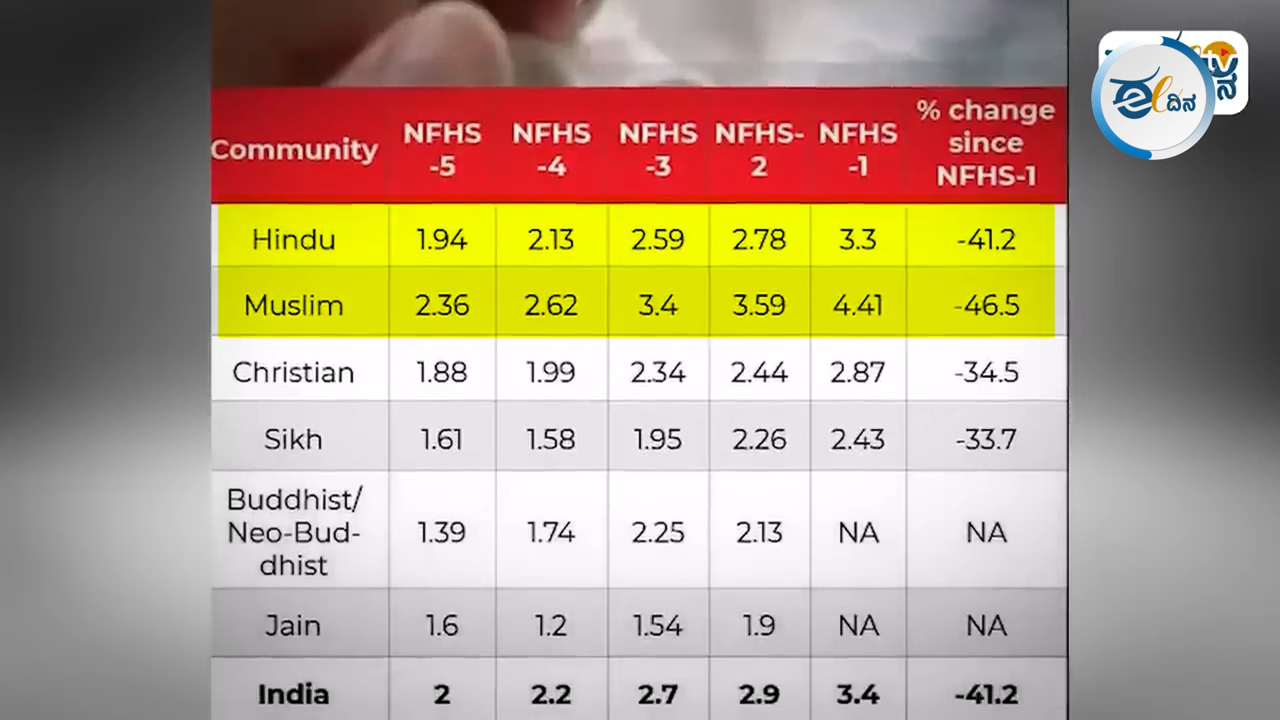 ಈ ದಿನ
Community NFHS -5 NFHS -4 NFHS -3 NFHS- 2 NFHS -1 % change since NFHS-1
Hindu 1.94 2.13 2.59 2.78 3.3 -41.2
Muslim 2.36 2.62 3.4 3.59 4.41 -46.5
Christian 1.88 1.99 2.34 2.44 2.87 -34.5
Sikh 1.61 1.58 1.95 2.26 2.43 -33.7
Buddhist/
Neo-Bud- 1.39 1.74 2.25 2.13 NA NA
dhist
Jain 1.6 1.2 1.54 1.9 NA NA
India 2 2.2 2.7 2.9 3.4 -41.2